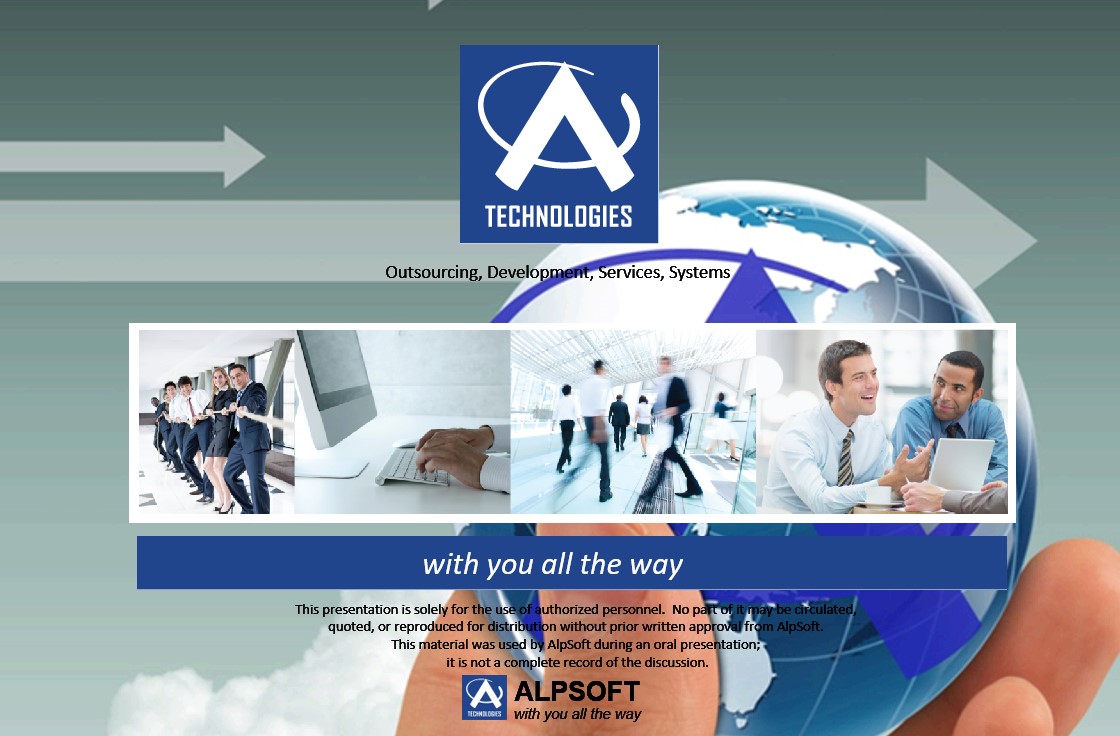 TECHNOLOGIES
Outsourcing, Development, Services, Systems
with you all the way
This presentation is solely for the use of authorized personnel.  No part of it may be circulated,
quoted, or reproduced for distribution without prior written approval from AlpSoft.
This material was used by AlpSoft during an oral presentation;
it is not a complete record of the discussion.
TECHNOLOGIES
ALPSOFT
with you all the way